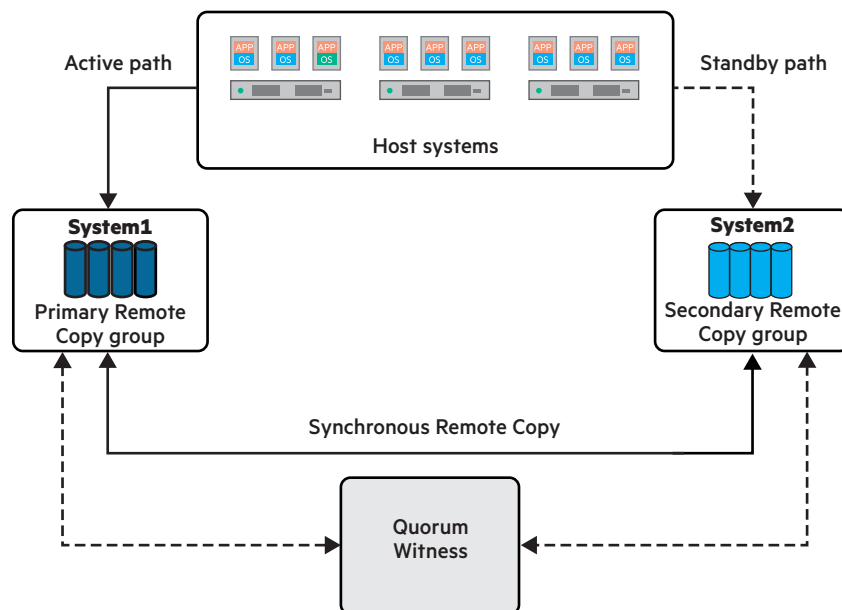 APP APP APP APP APP APP APP APP APP
OS OS OS OS OS OS OS OS OS
Active path
Standby path
Host systems
System1
Primary Remote
Copy group
System2
Secondary Remote
Copy group
Synchronous Remote Copy
Quorum
Witness